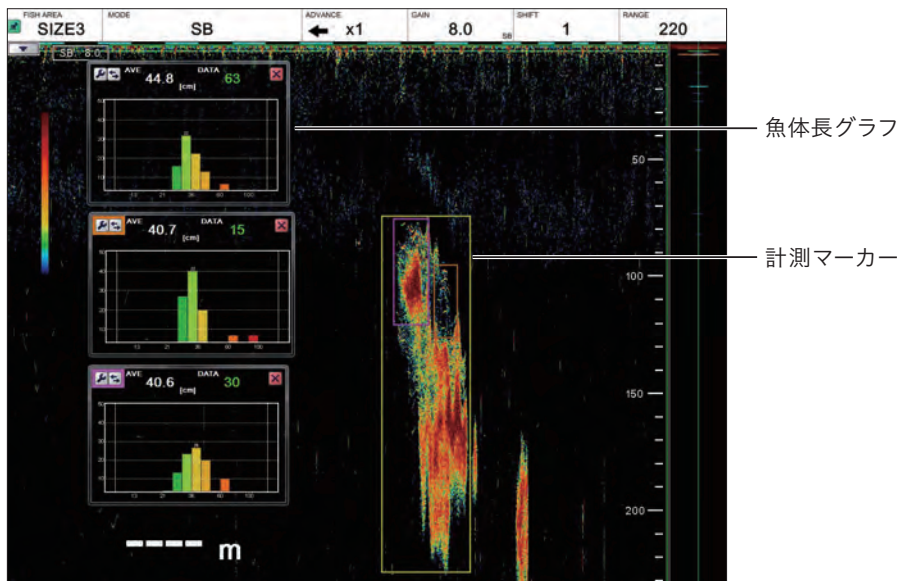 FISH AREA MODE ADVANCE GAIN SHIFT RANGE
SIZE3 SB x1 8.0 SB 1 220
SB: 8.0
AVE 44.8 DATA 63
[cm]
魚体長グラフ
50
AVE 40.7 DATA 15
[cm]
計測マーカー
100
AVE 40.6 DATA 30
[cm]
150
200
---- m